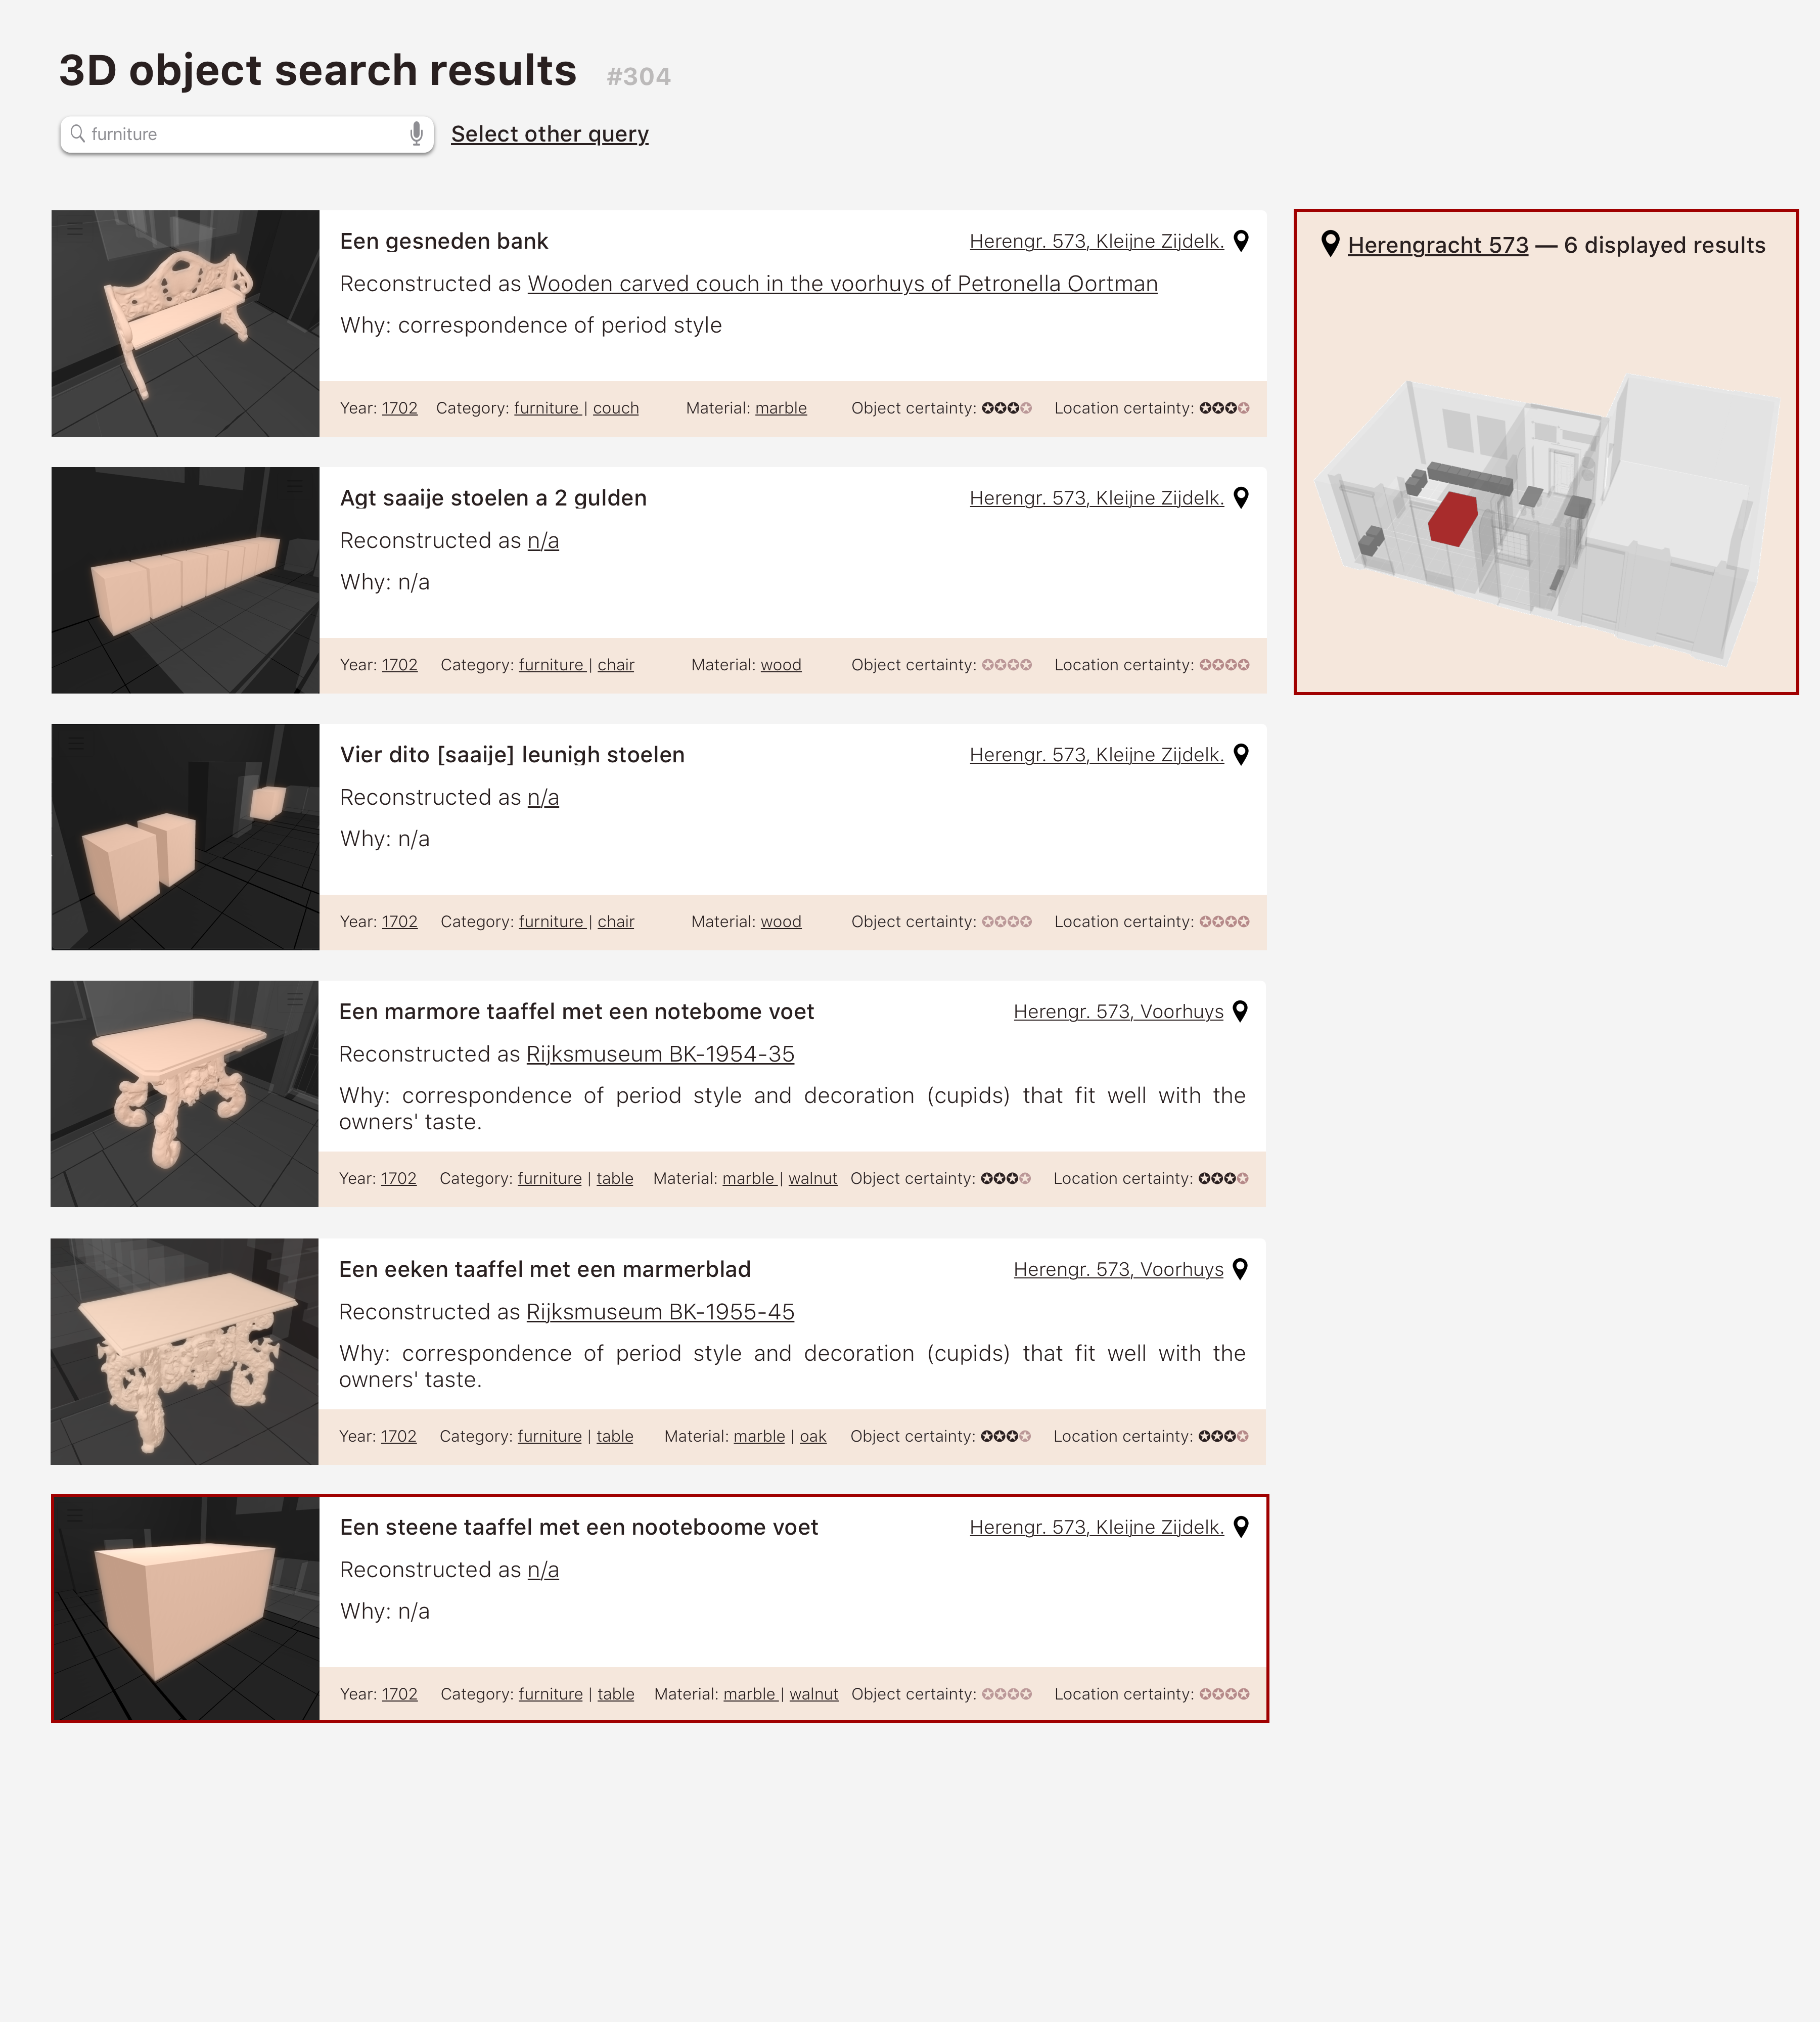 3D object search results #304
furniture Select other query
Een gesneden bank Herengr. 573, Kleijne Zijdelk.
Reconstructed as Wooden carved couch in the voorhuys of Petronella Oortman
Why: correspondence of period style
Year: 1702 Category: furniture | couch Material: marble Object certainty: ✪✪✪✪ Location certainty: ✪✪✪✪
Herengracht 573 — 6 displayed results
Agt saaije stoelen a 2 gulden Herengr. 573, Kleijne Zijdelk.
Reconstructed as n/a
Why: n/a
Year: 1702 Category: furniture | chair Material: wood Object certainty: ✪✪✪✪ Location certainty: ✪✪✪✪
Vier dito [saaije] leunigh stoelen Herengr. 573, Kleijne Zijdelk.
Reconstructed as n/a
Why: n/a
Year: 1702 Category: furniture | chair Material: wood Object certainty: ✪✪✪✪ Location certainty: ✪✪✪✪
Een marmore taaffel met een notebome voet Herengr. 573, Voorhuys
Reconstructed as Rijksmuseum BK-1954-35
Why: correspondence of period style and decoration (cupids) that fit well with the
owners' taste.
Year: 1702 Category: furniture | table Material: marble | walnut Object certainty: ✪✪✪✪ Location certainty: ✪✪✪✪
Een eeken taaffel met een marmerblad Herengr. 573, Voorhuys
Reconstructed as Rijksmuseum BK-1955-45
Why: correspondence of period style and decoration (cupids) that fit well with the
owners' taste.
Year: 1702 Category: furniture | table Material: marble | oak Object certainty: ✪✪✪✪ Location certainty: ✪✪✪✪
Een steene taaffel met een nooteboome voet Herengr. 573, Kleijne Zijdelk.
Reconstructed as n/a
Why: n/a
Year: 1702 Category: furniture | table Material: marble | walnut Object certainty: ✪✪✪✪ Location certainty: ✪✪✪✪